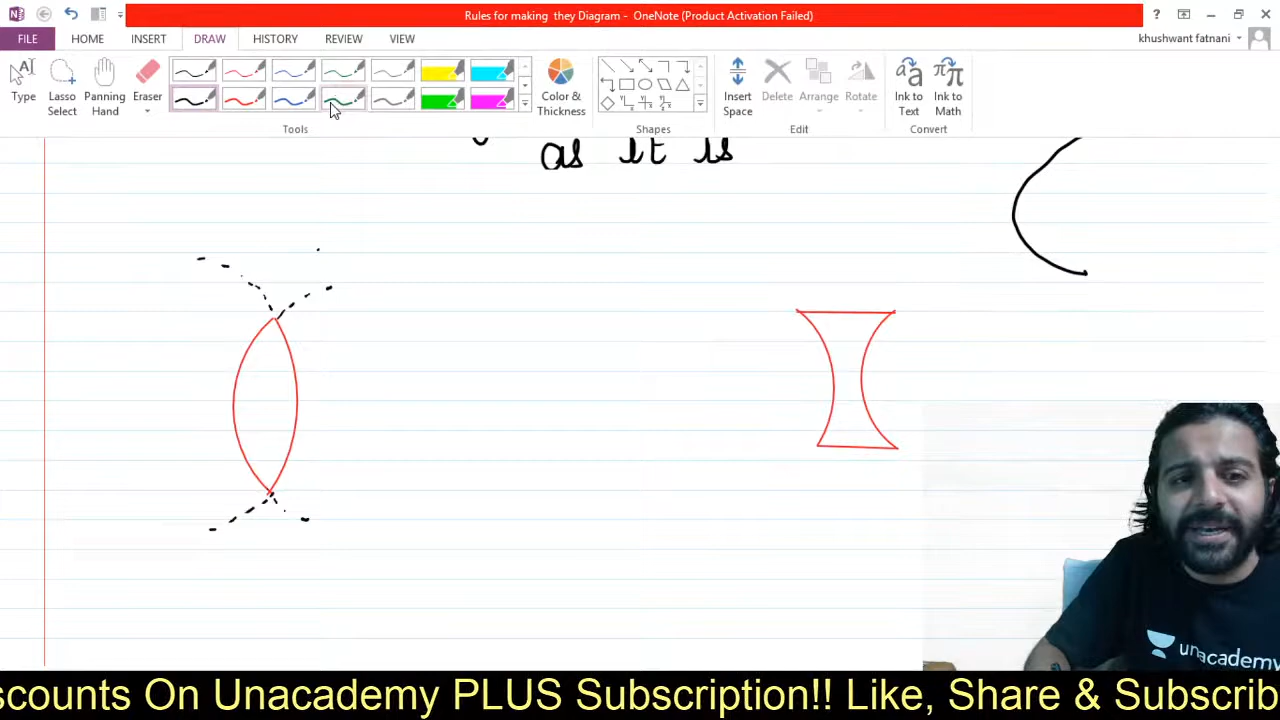 Rules for making they Diagram - OneNote (Product Activation Failed)
?
FILE HOME INSERT DRAW HISTORY REVIEW VIEW
khushwant fatnani
Type
Lasso Select
Panning Hand
Eraser
Color & Thickness
Insert Space
Delete
Arrange
Rotate
Ink to Text
Ink to Math
Tools
Shapes
Edit
Convert
as it is
unacademy
scounts On Unacademy PLUS Subscription!! Like, Share & Subscrib